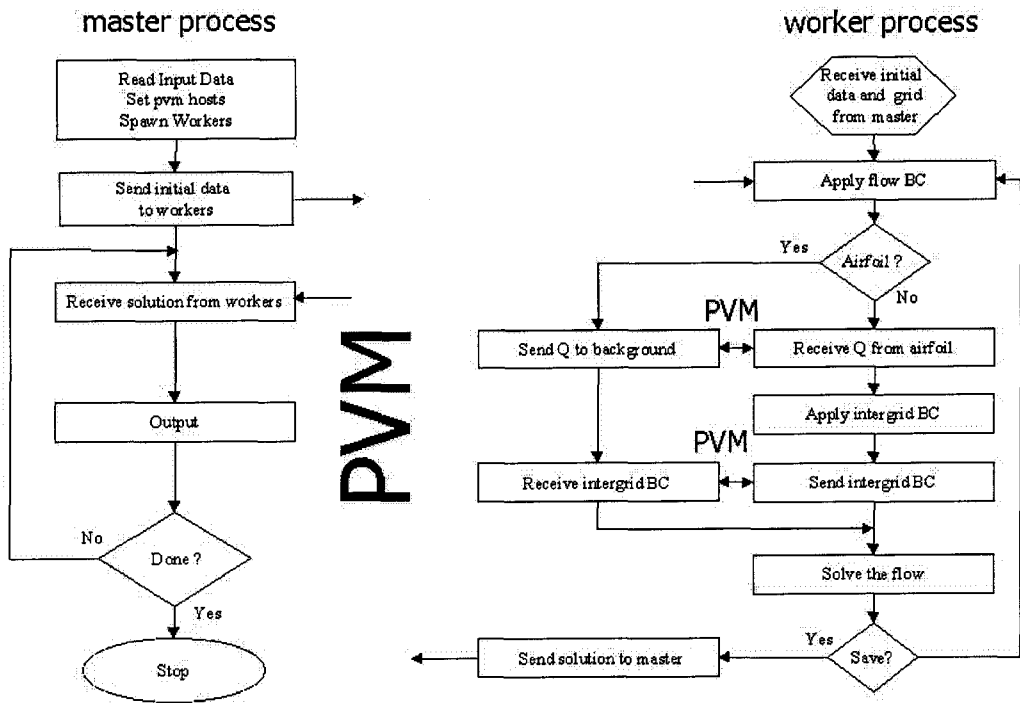 master process
Read Input Data
Set pvm hosts
Spawn Workers
Send initial data
to workers
Receive solution from workers
Output
No
Done ?
Yes
Stop
PVM
worker process
Receive initial
data and grid
from master
Apply flow BC
Yes
Airfoil ?
No
PVM
Send Q to background
Receive Q from airfoil
Apply intergrid BC
PVM
Receive intergrid BC
Send intergrid BC
Solve the flow
Yes
Save?
Send solution to master